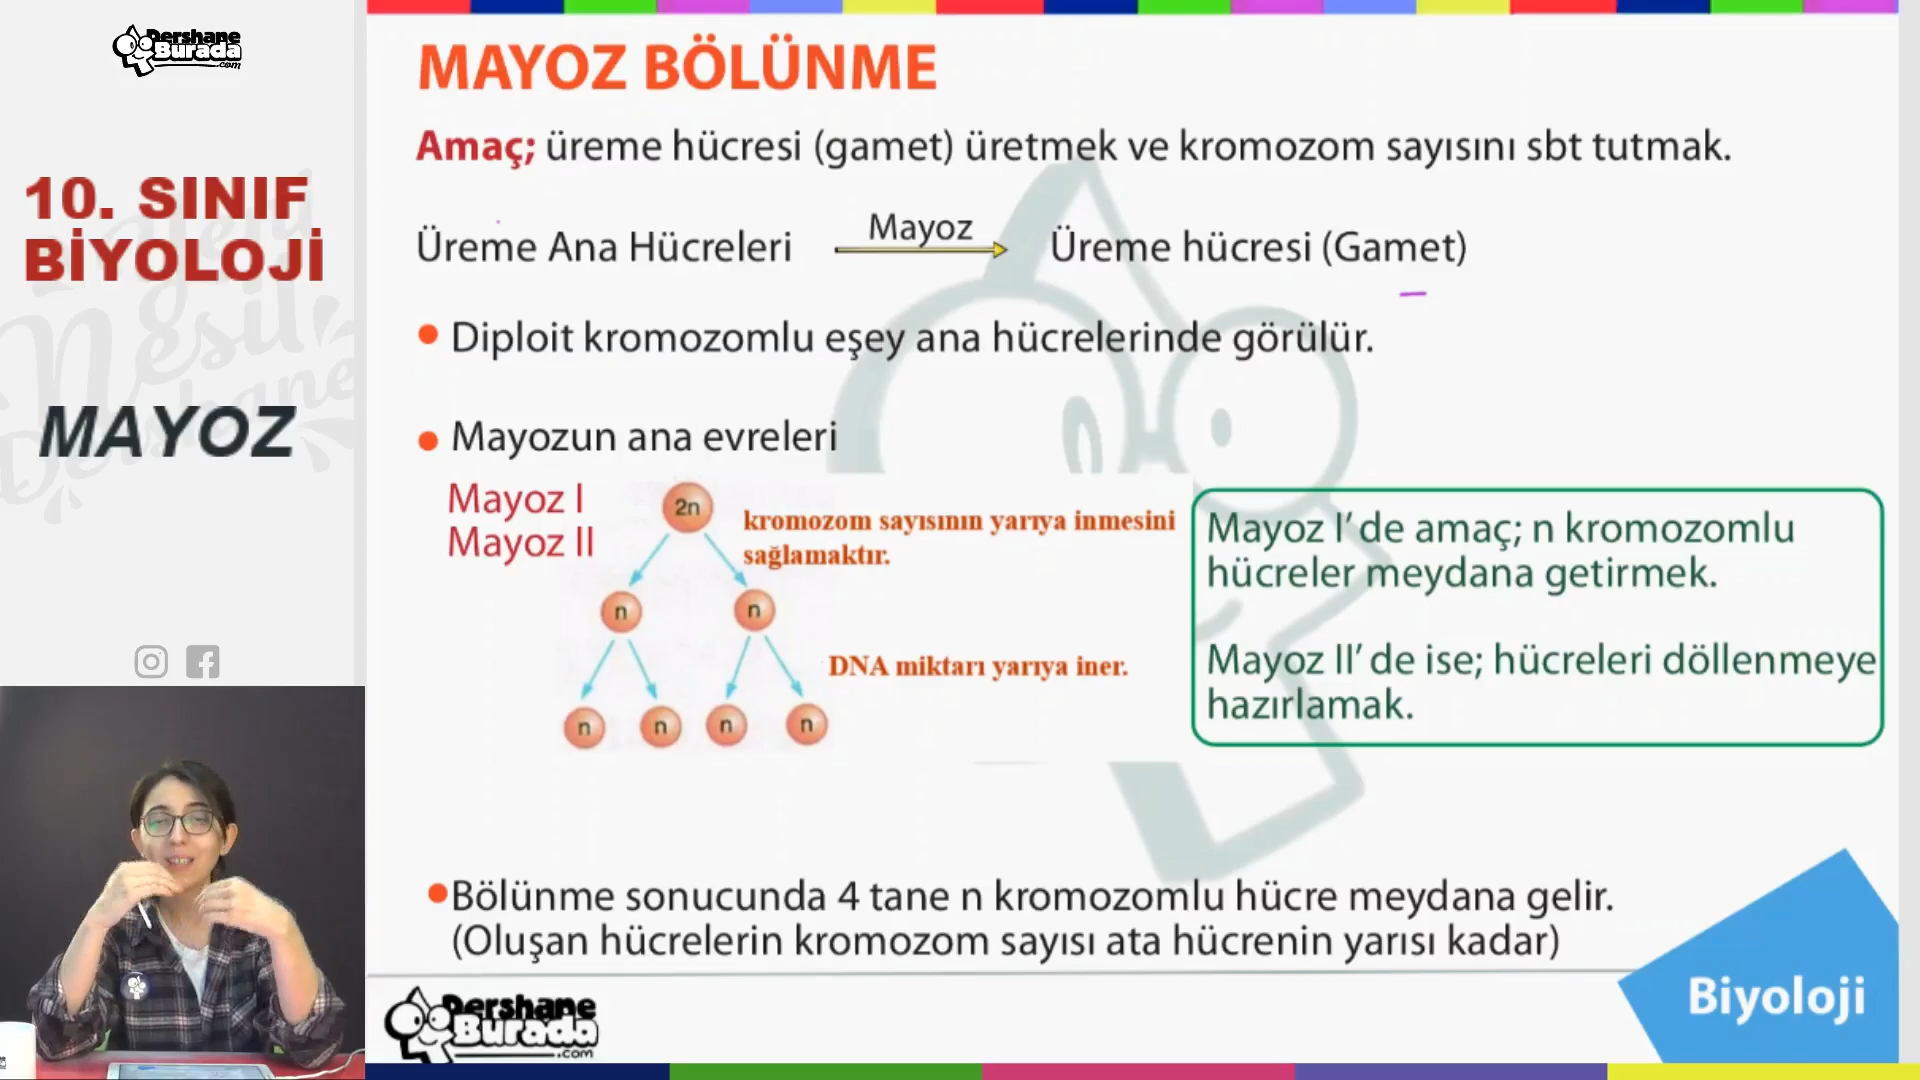 Dershane
Burada
.com
10. SINIF
BİYOLOJİ
MAYOZ
MAYOZ BÖLÜNME
Amaç; üreme hücresi (gamet) üretmek ve kromozom sayısını sbt tutmak.
Üreme Ana Hücreleri Mayoz Üreme hücresi (Gamet)
Diploit kromozomlu eşey ana hücrelerinde görülür.
Mayozun ana evreleri
Mayoz I
Mayoz II
2n
kromozom sayısının yarıya inmesini
sağlamaktır.
n n
DNA miktarı yarıya iner.
n n n n
Mayoz I’ de amaç; n kromozomlu
hücreler meydana getirmek.
Mayoz II’ de ise; hücreleri döllenmeye
hazırlamak.
Bölünme sonucunda 4 tane n kromozomlu hücre meydana gelir.
(Oluşan hücrelerin kromozom sayısı ata hücrenin yarısı kadar)
Dershane
Burada
.com
Biyoloji